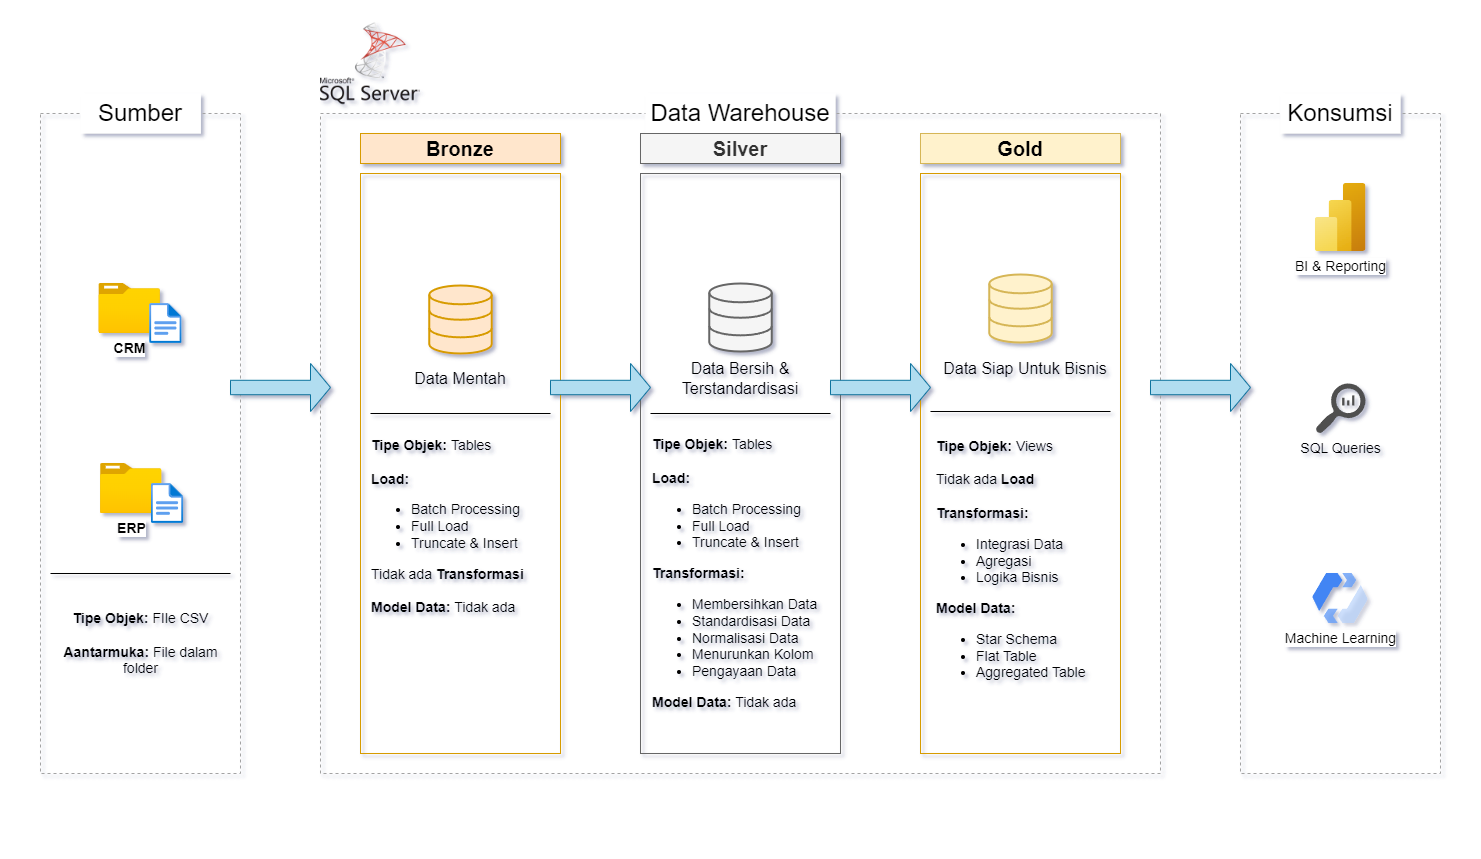 Microsoft®
SQL Server
Sumber
CRM
ERP
Tipe Objek: FIle CSV
Aantarmuka: File dalam
folder
Data Warehouse
Bronze
Data Mentah
Tipe Objek: Tables
Load:
• Batch Processing
• Full Load
• Truncate & Insert
Tidak ada Transformasi
Model Data: Tidak ada
Silver
Data Bersih &
Terstandardisasi
Tipe Objek: Tables
Load:
• Batch Processing
• Full Load
• Truncate & Insert
Transformasi:
• Membersihkan Data
• Standardisasi Data
• Normalisasi Data
• Menurunkan Kolom
• Pengayaan Data
Model Data: Tidak ada
Gold
Data Siap Untuk Bisnis
Tipe Objek: Views
Tidak ada Load
Transformasi:
• Integrasi Data
• Agregasi
• Logika Bisnis
Model Data:
• Star Schema
• Flat Table
• Aggregated Table
Konsumsi
BI & Reporting
SQL Queries
Machine Learning